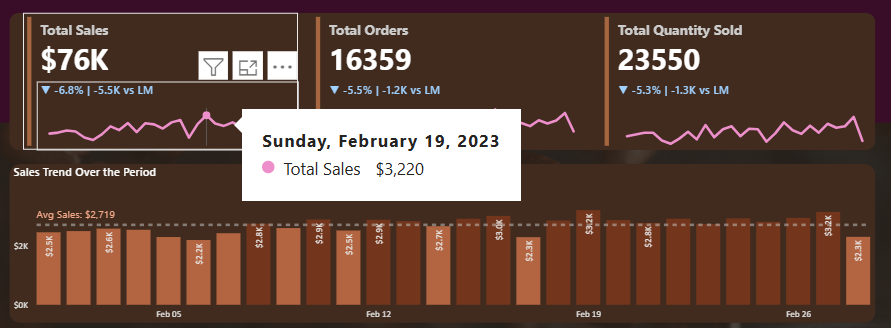 Total Sales
$76K
▼ -6.8% | -5.5K vs LM
Total Orders
16359
▼ -5.5% | -1.2K vs LM
Total Quantity Sold
23550
▼ -5.3% | -1.3K vs LM
Sunday, February 19, 2023
Total Sales $3,220
Sales Trend Over the Period
Avg Sales: $2,719
$2K
$0K
$2.5K
$2.6K
$2.2K
$2.8K
$2.9K
$2.5K
$2.9K
$2.7K
$3.0K
$2.3K
$3.2K
$2.8K
$3.2K
$2.3K
Feb 05
Feb 12
Feb 19
Feb 26